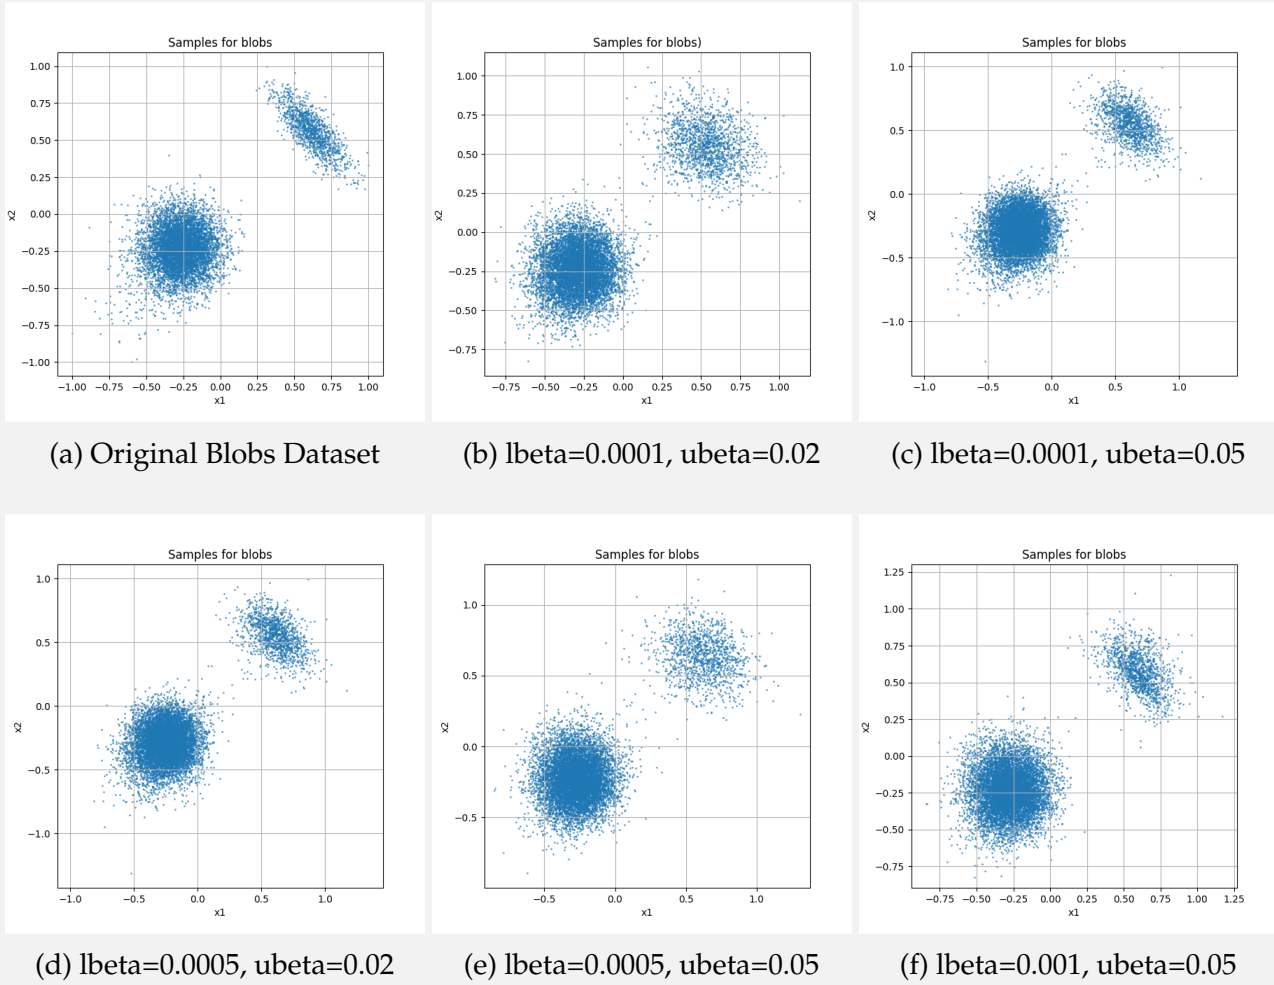 Samples for blobs
1.00
0.75
0.50
0.25
0.00
−0.25
−0.50
−0.75
−1.00
x2
−1.00 −0.75 −0.50 −0.25 0.00 0.25 0.50 0.75 1.00
x1
(a) Original Blobs Dataset
Samples for blobs)
1.00
0.75
0.50
0.25
0.00
−0.25
−0.50
−0.75
x2
−0.75 −0.50 −0.25 0.00 0.25 0.50 0.75 1.00
x1
(b) lbeta=0.0001, ubeta=0.02
Samples for blobs
1.0
0.5
0.0
−0.5
−1.0
x2
−1.0 −0.5 0.0 0.5 1.0
x1
(c) lbeta=0.0001, ubeta=0.05
Samples for blobs
1.0
0.5
0.0
−0.5
−1.0
x2
−1.0 −0.5 0.0 0.5 1.0
x1
(d) lbeta=0.0005, ubeta=0.02
Samples for blobs
1.0
0.5
0.0
−0.5
x2
−0.5 0.0 0.5 1.0
x1
(e) lbeta=0.0005, ubeta=0.05
Samples for blobs
1.25
1.00
0.75
0.50
0.25
0.00
−0.25
−0.50
−0.75
x2
−0.75 −0.50 −0.25 0.00 0.25 0.50 0.75 1.00 1.25
x1
(f) lbeta=0.001, ubeta=0.05